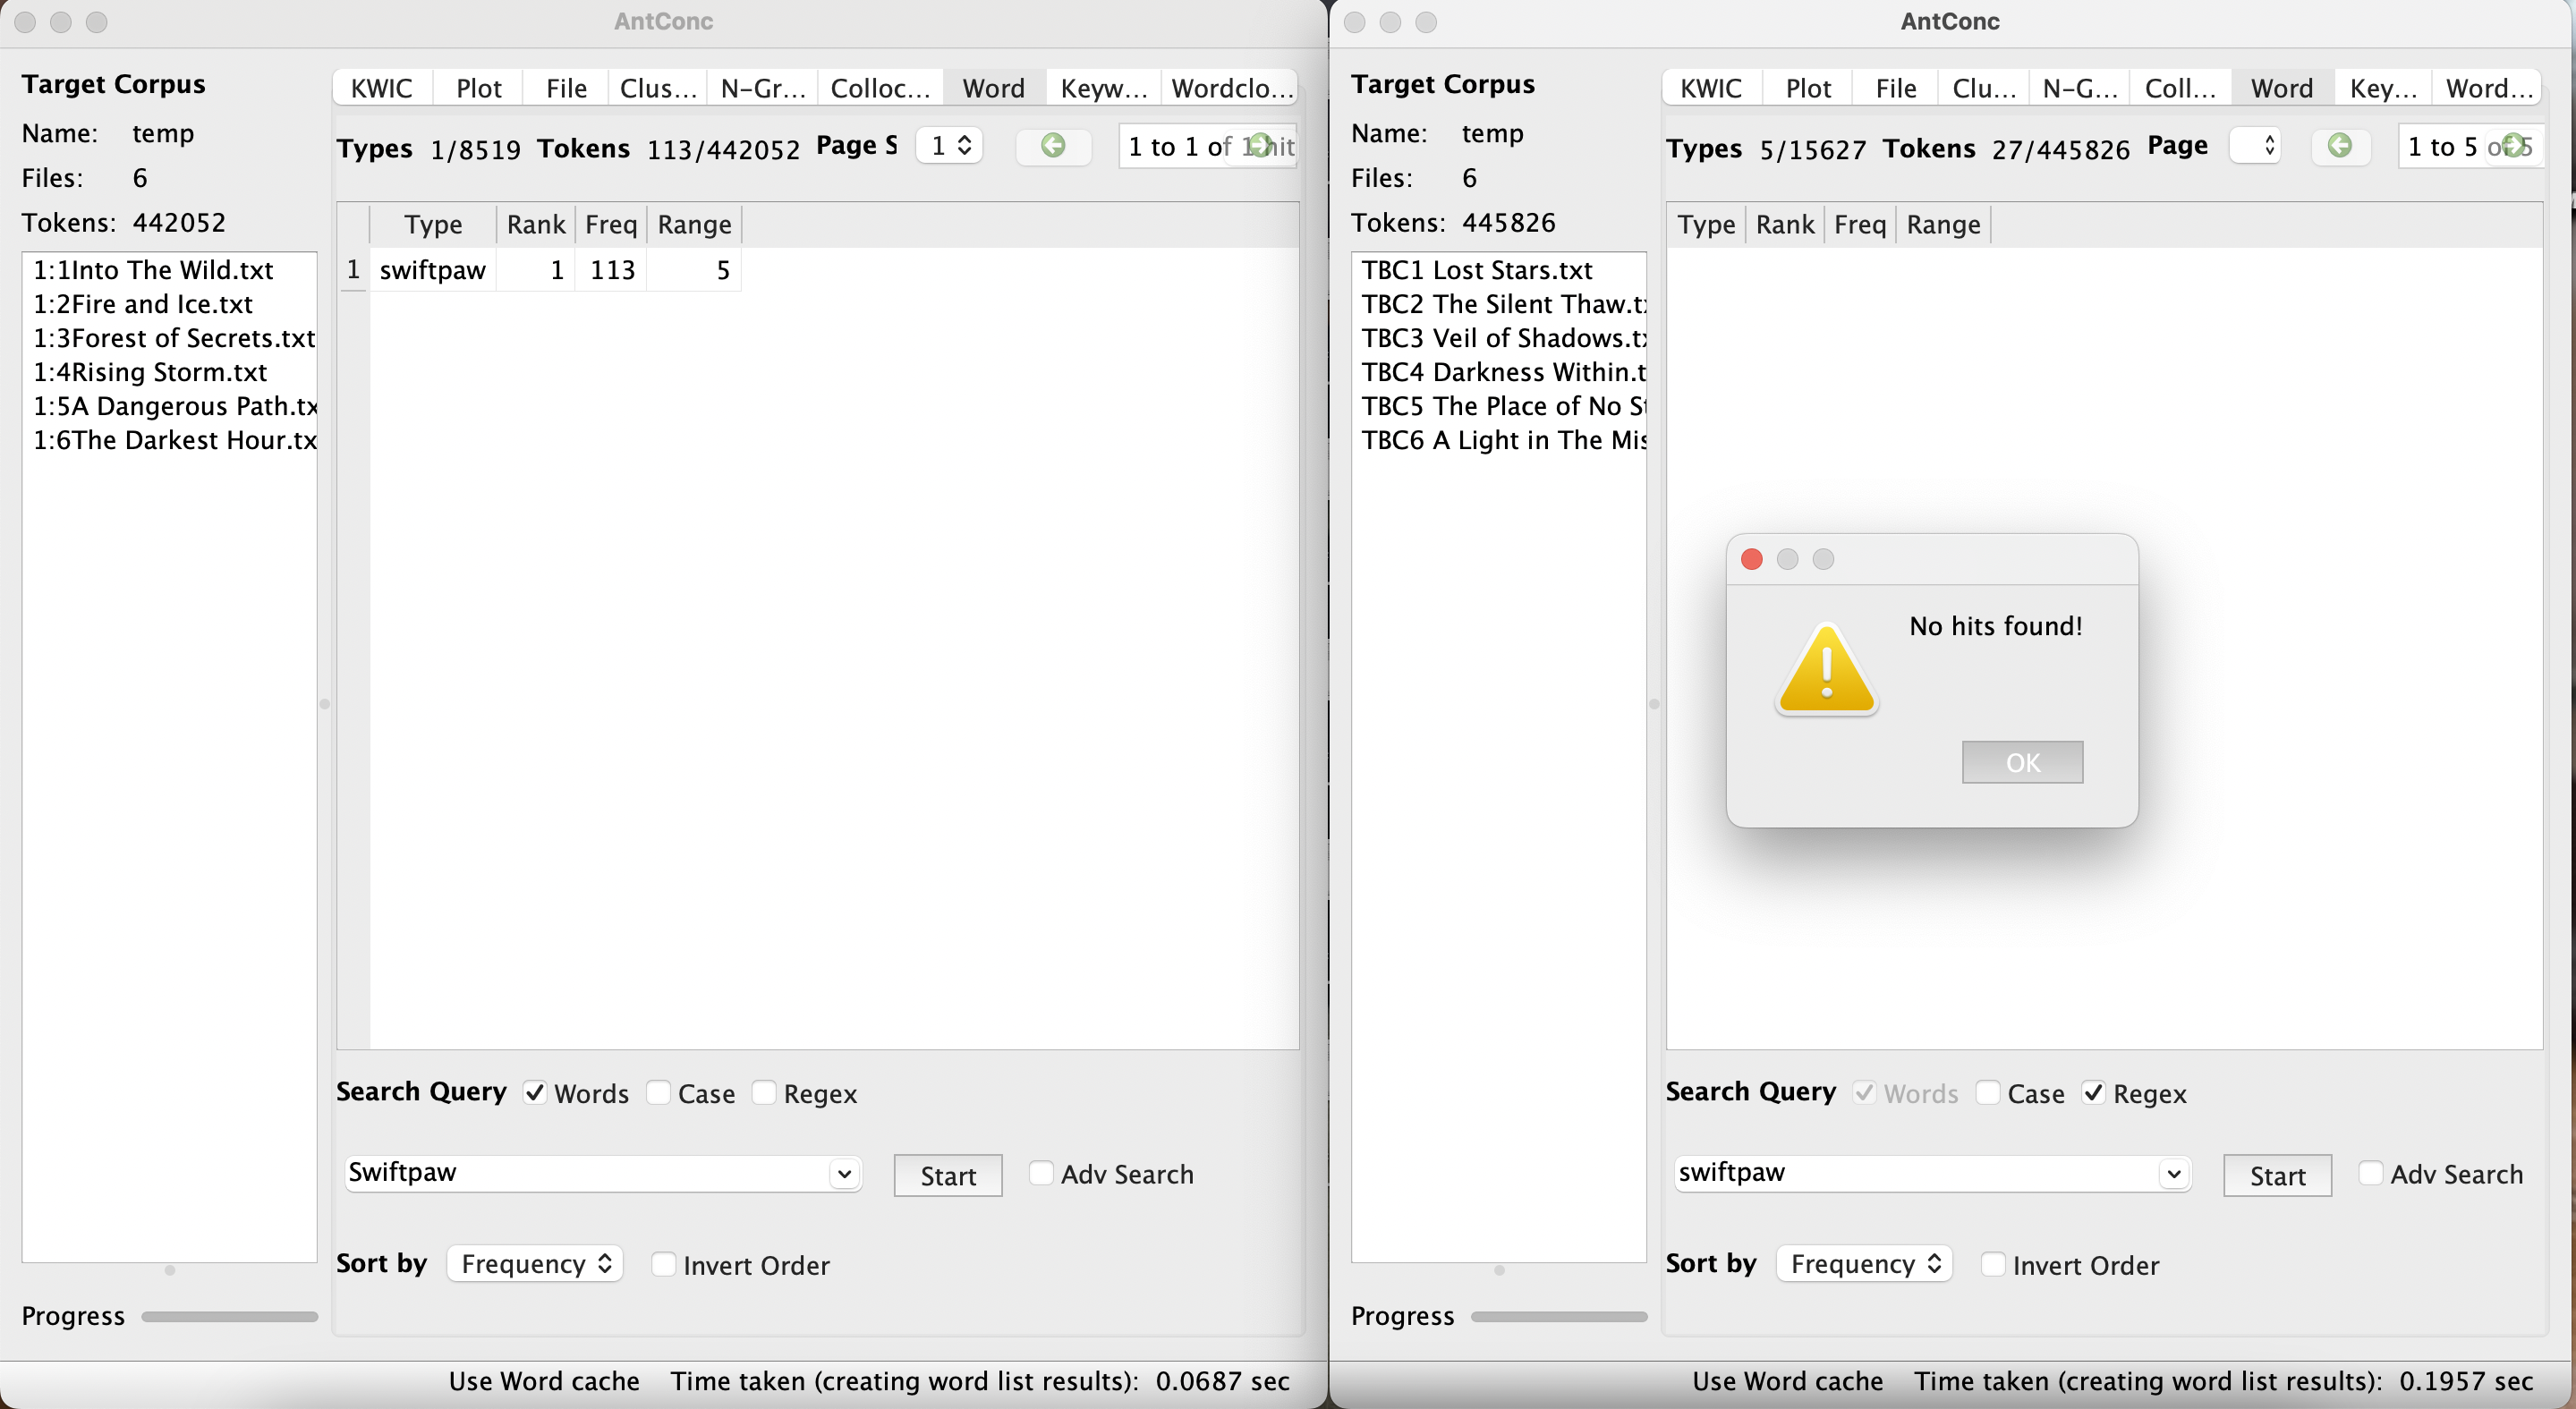 AntConc
Target Corpus
Name: temp
Files: 6
Tokens: 442052
1:1Into The Wild.txt
1:2Fire and Ice.txt
1:3Forest of Secrets.txt
1:4Rising Storm.txt
1:5A Dangerous Path.tx
1:6The Darkest Hour.tx
Progress
KWIC Plot File Clus... N-Gr... Colloc... Word Keyw... Wordclo...
Types 1/8519 Tokens 113/442052 Page S 1 1 to 1 of 1 hit
Type Rank Freq Range
1 swiftpaw 1 113 5
Search Query Words Case Regex
Swiftpaw Start Adv Search
Sort by Frequency Invert Order
Use Word cache Time taken (creating word list results): 0.0687 sec
AntConc
Target Corpus
Name: temp
Files: 6
Tokens: 445826
TBC1 Lost Stars.txt
TBC2 The Silent Thaw.t
TBC3 Veil of Shadows.t
TBC4 Darkness Within.t
TBC5 The Place of No S
TBC6 A Light in The Mis
Progress
KWIC Plot File Clu... N-G... Coll... Word Key... Word...
Types 5/15627 Tokens 27/445826 Page 1 to 5 of 5
Type Rank Freq Range
No hits found!
OK
Search Query Words Case Regex
swiftpaw Start Adv Search
Sort by Frequency Invert Order
Use Word cache Time taken (creating word list results): 0.1957 sec